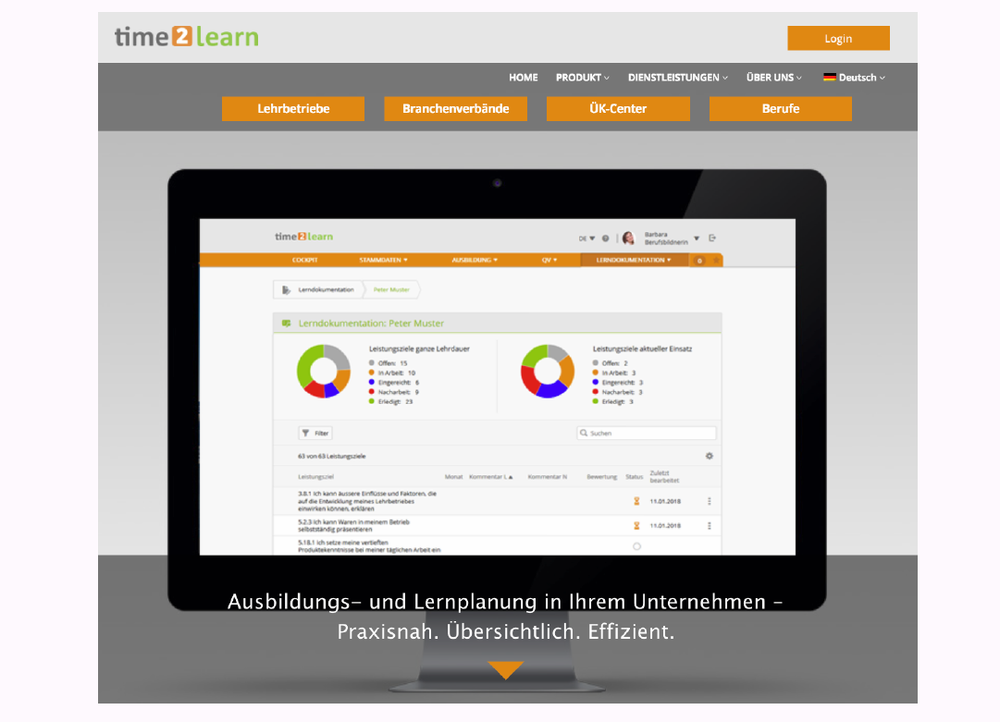 time2learn
Login
HOME PRODUKT DIENSTLEISTUNGEN ÜBER UNS Deutsch
Lehrbetriebe Branchenverbände ÜK-Center Berufe
time2learn
DE
Barbara
Berufsbildnerin
COCKPIT STAMMDATEN AUSBILDUNG QV LERNDOKUMENTATION 0
Lerndokumentation Peter Muster
Lerndokumentation: Peter Muster
Leistungsziele ganze Lehrdauer
Offen: 15
In Arbeit: 10
Eingereicht: 6
Nacharbeit: 9
Erledigt: 23
Leistungsziele aktueller Einsatz
Offen: 2
In Arbeit: 3
Eingereicht: 3
Nacharbeit: 3
Erledigt: 3
Filter Suchen
63 von 63 Leistungsziele
Leistungsziel Monat Kommentar L Kommentar N Bewertung Status Zuletzt
bearbeitet
3.8.1 Ich kann äussere Einflüsse und Faktoren, die
auf die Entwicklung meines Lehrbetriebes
einwirken können, erklären
11.01.2018
5.2.3 Ich kann Waren in meinem Betrieb
selbstständig präsentieren
11.01.2018
5.18.1 Ich setze meine vertieften
Produktekenntnisse bei meiner täglichen Arbeit ein
Ausbildungs- und Lernplanung in Ihrem Unternehmen –
Praxisnah. Übersichtlich. Effizient.